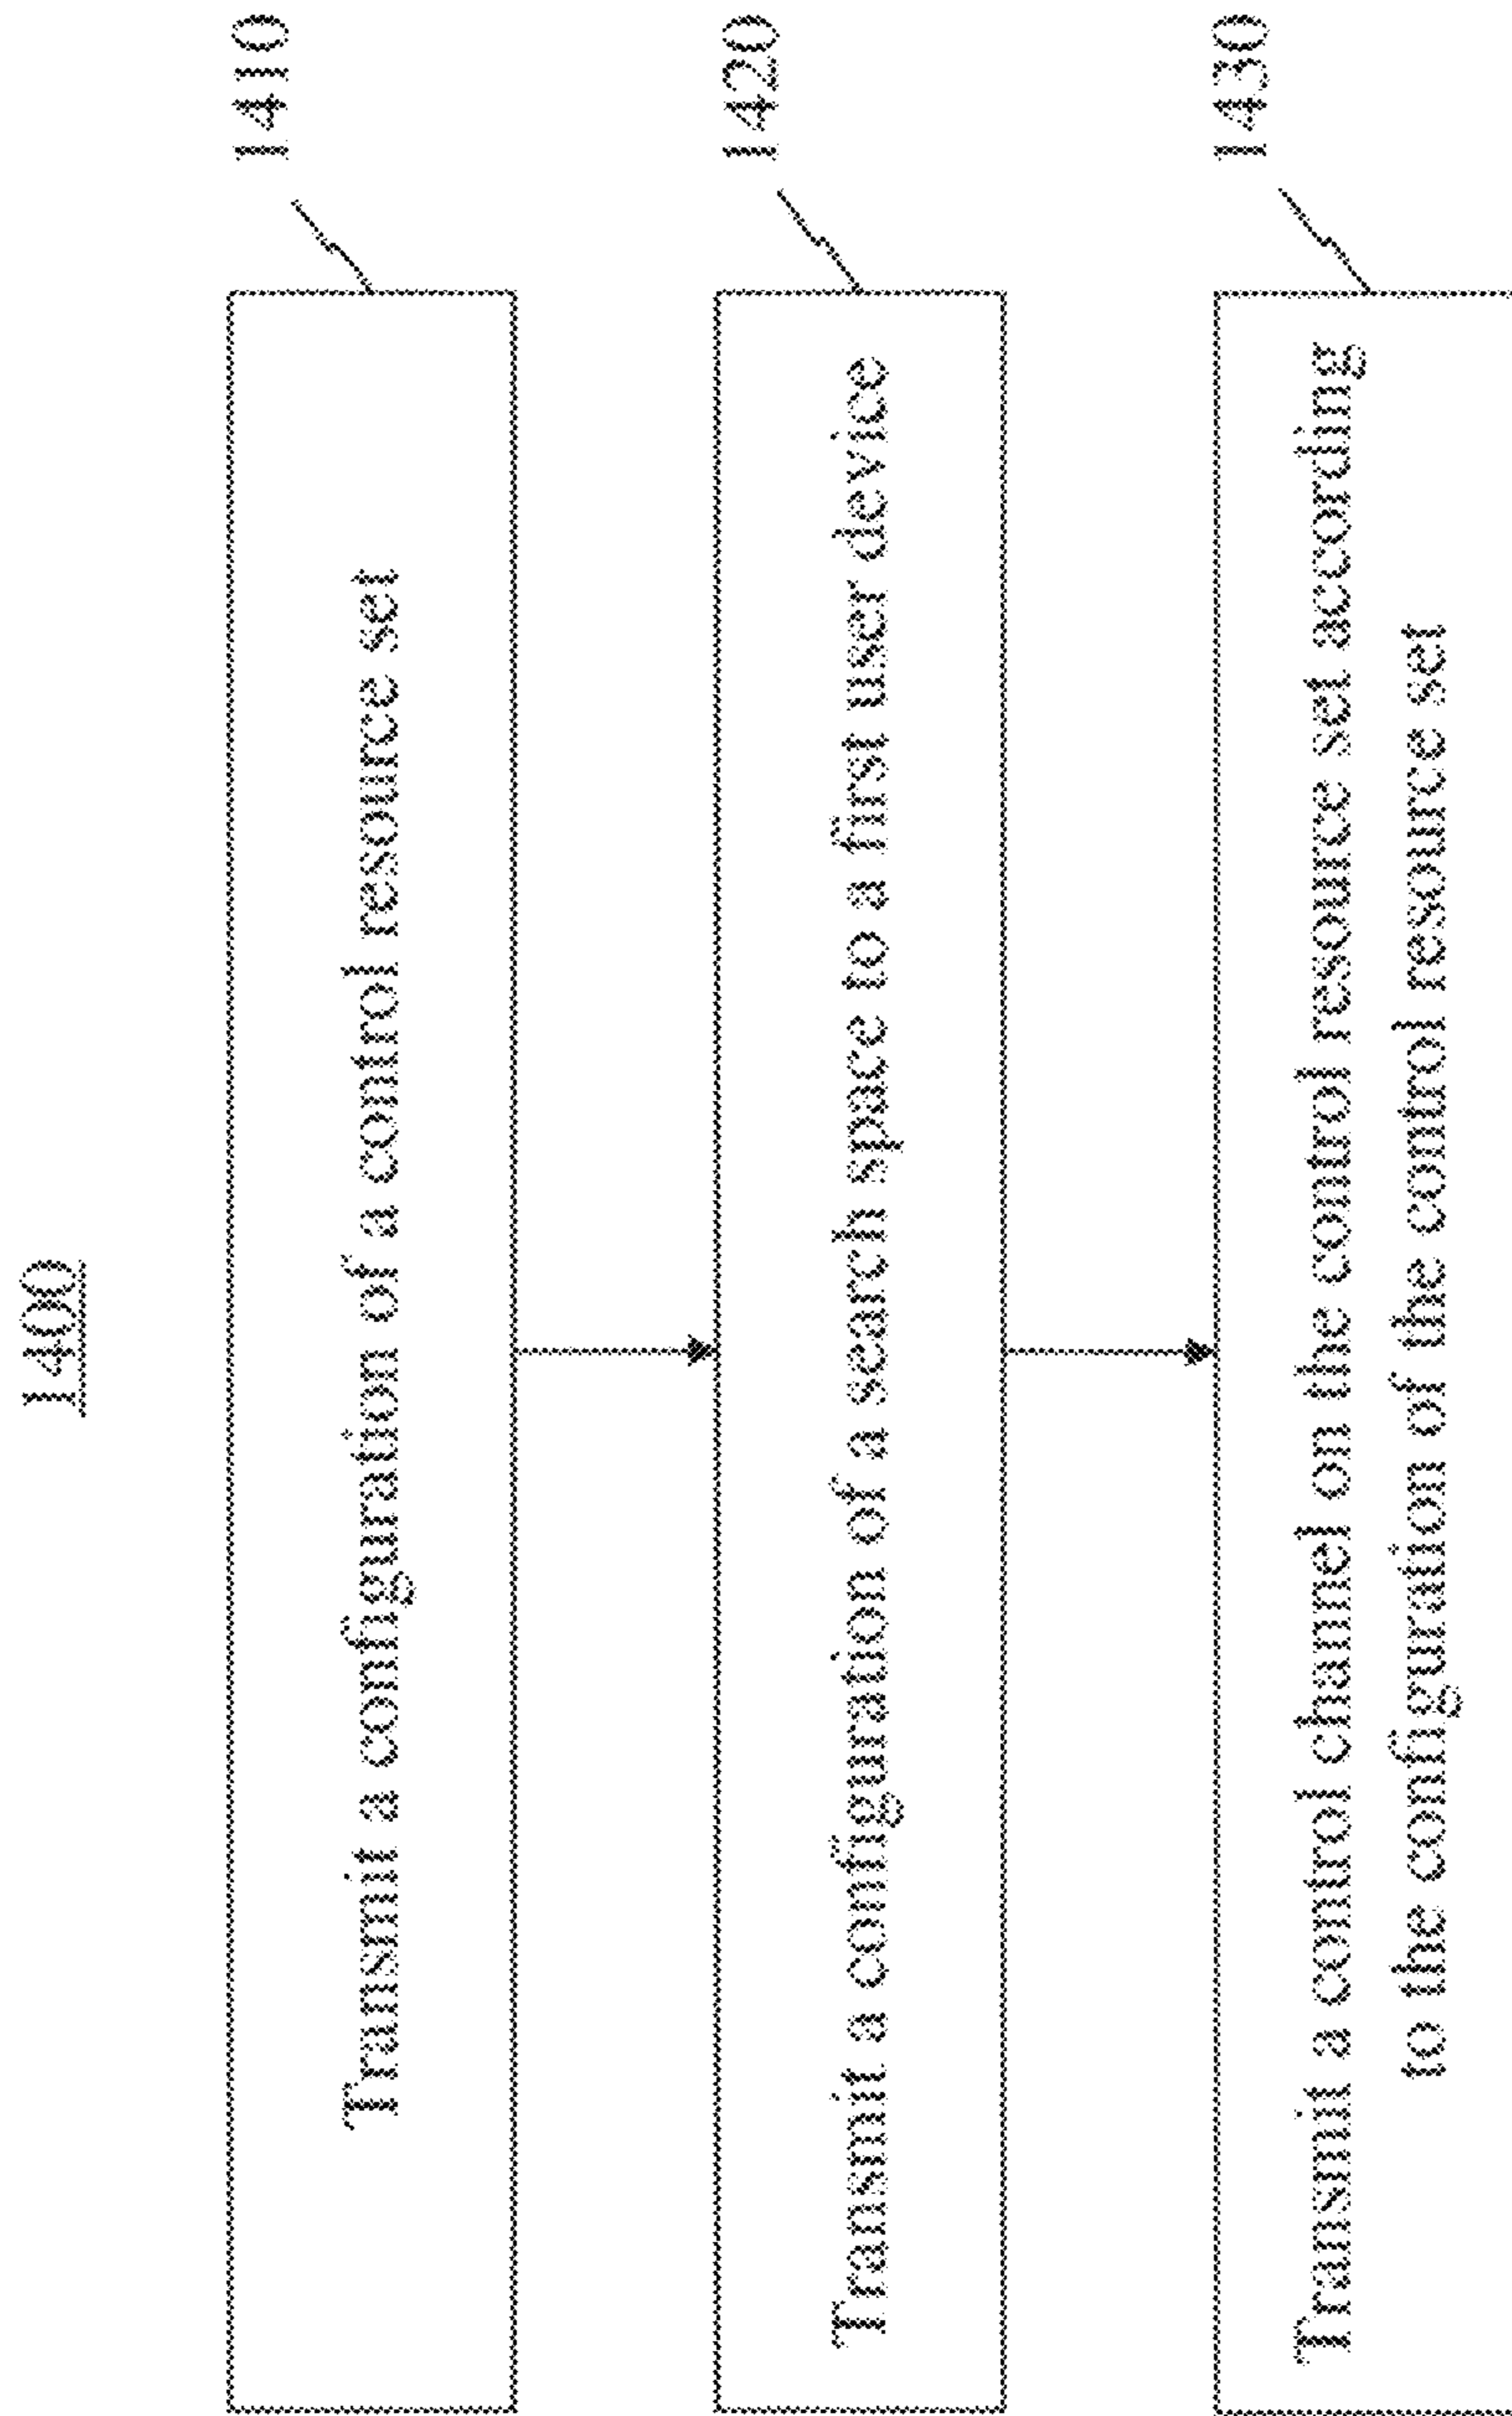 1400
1410
Transmit a configuration of a control resource set
1420
Transmit a configuration of a search space to a first user device
1430
Transmit a control channel on the control resource set according
to the configuration of the control resource set